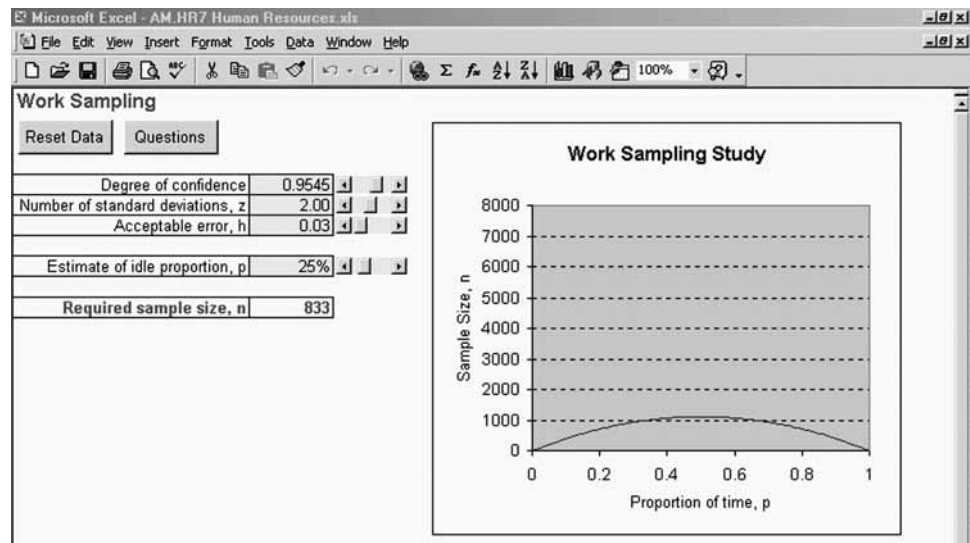 Microsoft Excel - AM.HR7 Human Resources.xls
File Edit View Insert Format Tools Data Window Help
100%
Work Sampling
Reset Data Questions
Degree of confidence 0.9545
Number of standard deviations, z 2.00
Acceptable error, h 0.03
Estimate of idle proportion, p 25%
Required sample size, n 833
Work Sampling Study
8000
7000
6000
5000
4000
3000
2000
1000
0
Sample Size, n
0 0.2 0.4 0.6 0.8 1
Proportion of time, p